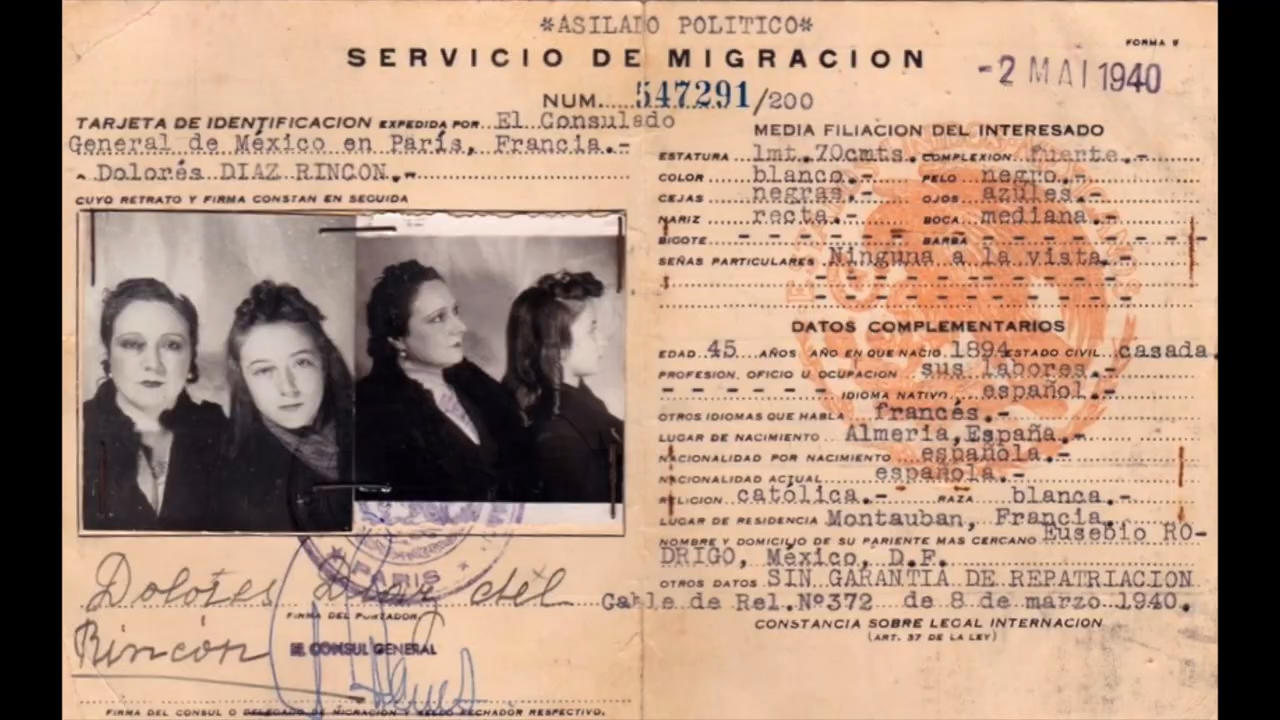 *ASILADO POLITICO*
FORMA
SERVICIO DE MIGRACION
-2 MAI 1940
NUM. 547291/200
TARJETA DE IDENTIFICACION EXPEDIDA POR El Consulado
General de México en París, Francia.-
- Dolorés DIAZ RINCON.-
CUYO RETRATO Y FIRMA CONSTAN EN SEGUIDA
PARIS
Dolores Diaz del
FIRMA DEL PORTADOR
Rincón
EL CONSUL GENERAL
FIRMA DEL CONSUL O DELEGADO DE MIGRACION Y SELLO FECHADOR RESPECTIVO.
MEDIA FILIACION DEL INTERESADO
ESTATURA 1mt.70cmts. COMPLEXION fuerte.-
COLOR blanco.- PELO negro.-
CEJAS negras.- OJOS azules.-
NARIZ recta.- BOCA mediana.-
BIGOTE - - - - - - - BARBA - - - - - - - -
SEÑAS PARTICULARES Ninguna a la vista.-
DATOS COMPLEMENTARIOS
EDAD 45 AÑOS AÑO EN QUE NACIO 1894 ESTADO CIVIL casada
PROFESION, OFICIO U OCUPACION sus labores.-
- - - - - - - - IDIOMA NATIVO español.-
OTROS IDIOMAS QUE HABLA francés.-
LUGAR DE NACIMIENTO Almeria,España.-
NACIONALIDAD POR NACIMIENTO española.-
NACIONALIDAD ACTUAL española.-
RELIGION católica.- RAZA blanca.-
LUGAR DE RESIDENCIA Montauban, Francia.
NOMBRE Y DOMICILIO DE SU PARIENTE MAS CERCANO Eusebio RO-
DRIGO, México, D.F.
OTROS DATOS SIN GARANTIA DE REPATRIACION
Cable de Rel.Nº372 de 8 de marzo 1940.
CONSTANCIA SOBRE LEGAL INTERNACION
(ART. 37 DE LA LEY)